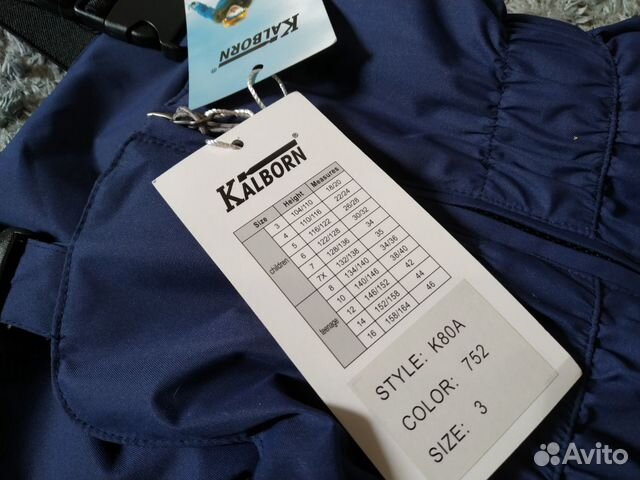 KALBORN
®
KALBORN
®
Size Height Measures
children
3 104/110 18/20
4 110/116 22/24
5 116/122 26/28
6 122/128 30/32
7 128/136 34
7X 132/138 35
8 134/140 34/36
teenage
10 140/146 38/40
12 146/152 42
14 152/158 44
16 158/164 46
STYLE: K80A
COLOR: 752
SIZE: 3
Avito